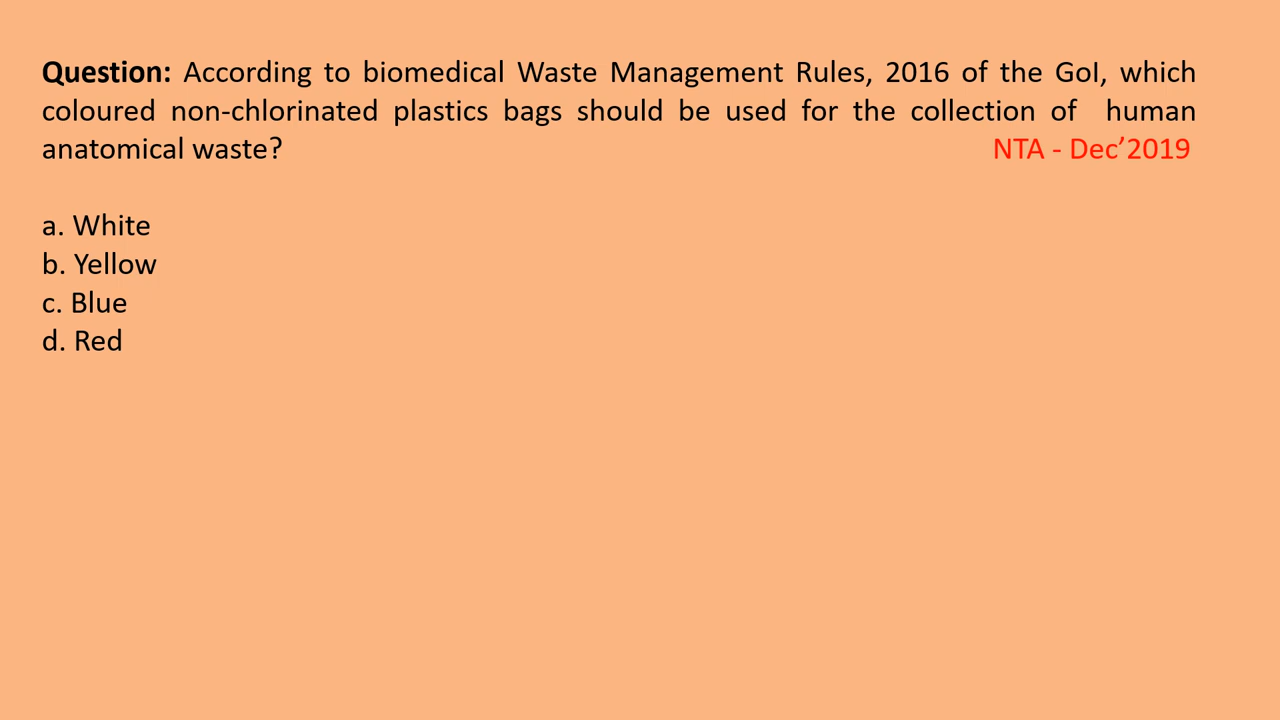 Question: According to biomedical Waste Management Rules, 2016 of the GoI, which
coloured non-chlorinated plastics bags should be used for the collection of human
anatomical waste? NTA - Dec’2019
a. White
b. Yellow
c. Blue
d. Red